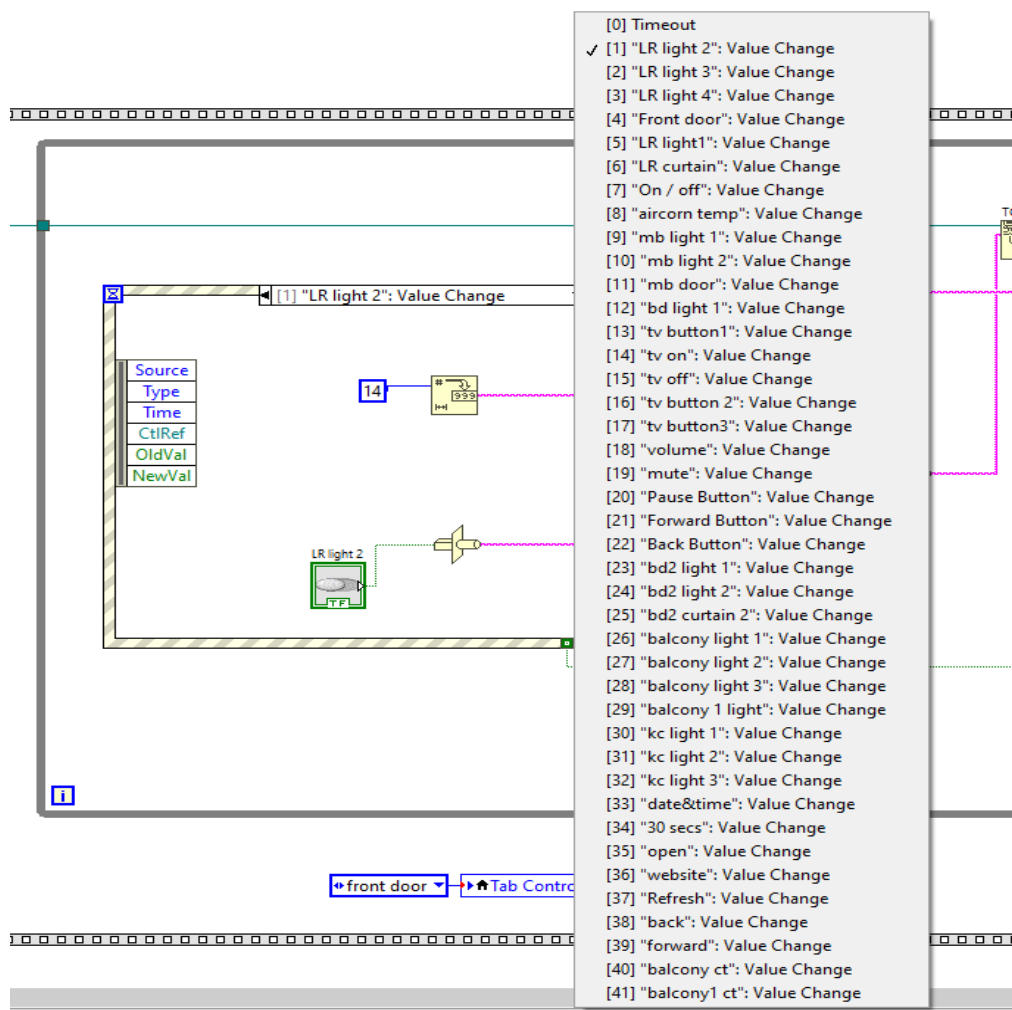 [0] Timeout
✓ [1] "LR light 2": Value Change
[2] "LR light 3": Value Change
[3] "LR light 4": Value Change
[4] "Front door": Value Change
[5] "LR light1": Value Change
[6] "LR curtain": Value Change
[7] "On / off": Value Change
[8] "aircorn temp": Value Change
[9] "mb light 1": Value Change
[10] "mb light 2": Value Change
[11] "mb door": Value Change
[12] "bd light 1": Value Change
[13] "tv button1": Value Change
[14] "tv on": Value Change
[15] "tv off": Value Change
[16] "tv button 2": Value Change
[17] "tv button3": Value Change
[18] "volume": Value Change
[19] "mute": Value Change
[20] "Pause Button": Value Change
[21] "Forward Button": Value Change
[22] "Back Button": Value Change
[23] "bd2 light 1": Value Change
[24] "bd2 light 2": Value Change
[25] "bd2 curtain 2": Value Change
[26] "balcony light 1": Value Change
[27] "balcony light 2": Value Change
[28] "balcony light 3": Value Change
[29] "balcony 1 light": Value Change
[30] "kc light 1": Value Change
[31] "kc light 2": Value Change
[32] "kc light 3": Value Change
[33] "date&time": Value Change
[34] "30 secs": Value Change
[35] "open": Value Change
[36] "website": Value Change
[37] "Refresh": Value Change
[38] "back": Value Change
[39] "forward": Value Change
[40] "balcony ct": Value Change
[41] "balcony1 ct": Value Change
[1] "LR light 2": Value Change
Source
Type
Time
CtlRef
OldVal
NewVal
14
#
999
LR light 2
TF
i
front door
Tab Contro